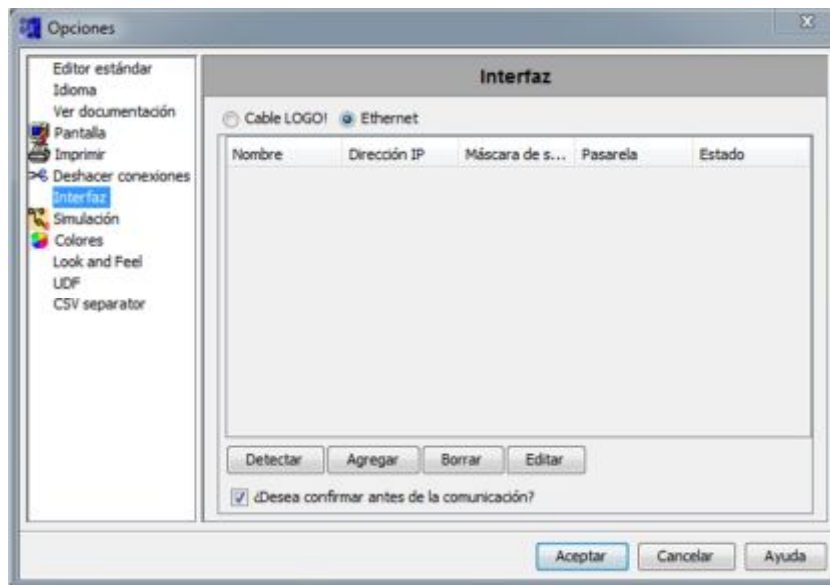 Opciones
Editor estándar
Idioma
Ver documentación
Pantalla
Imprimir
Deshacer conexiones
Interfaz
Simulación
Colores
Look and Feel
UDF
CSV separator
Interfaz
Cable LOGO! Ethernet
Nombre Dirección IP Máscara de s... Pasarela Estado
Detectar Agregar Borrar Editar
¿Desea confirmar antes de la comunicación?
Aceptar Cancelar Ayuda